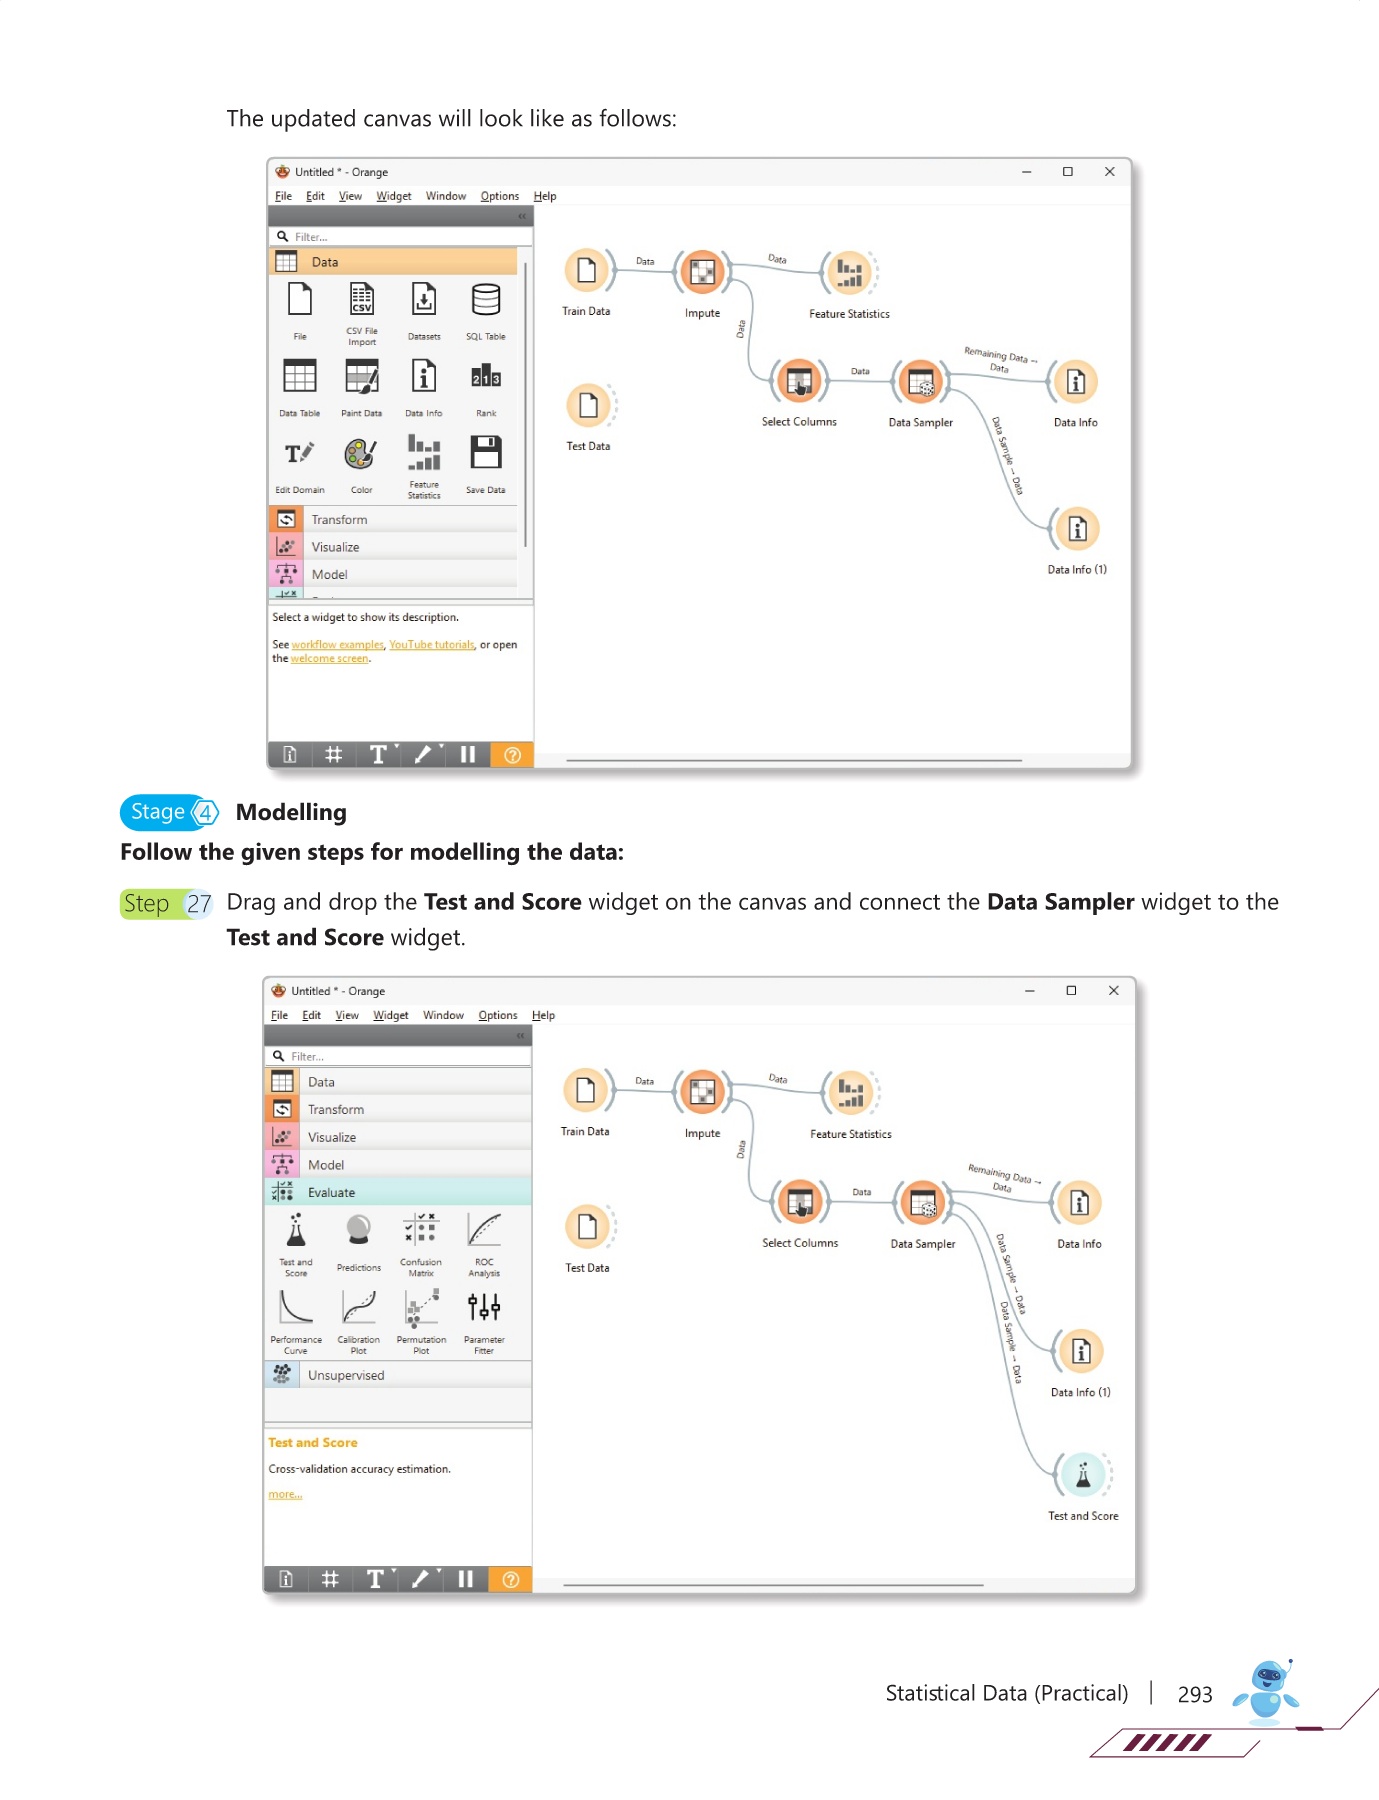 The updated canvas will look like as follows:
Untitled * - Orange
File Edit View Widget Window Options Help
Filter...
Data
File
CSV File Import
Datasets
SQL Table
Data Table
Paint Data
Data Info
Rank
Edit Domain
Color
Feature Statistics
Save Data
Transform
Visualize
Model
Select a widget to show its description.
See workflow examples, YouTube tutorials, or open
the welcome screen.
Train Data
Data
Impute
Data
Feature Statistics
Data
Test Data
Select Columns
Data
Data Sampler
Remaining Data →
Data
Data Info
Data Sample → Data
Data Info (1)
Stage 4 Modelling
Follow the given steps for modelling the data:
Step 27 Drag and drop the Test and Score widget on the canvas and connect the Data Sampler widget to the
Test and Score widget.
Untitled * - Orange
File Edit View Widget Window Options Help
Filter...
Data
Transform
Visualize
Model
Evaluate
Test and Score
Predictions
Confusion Matrix
ROC Analysis
Performance Curve
Calibration Plot
Permutation Plot
Parameter Fitter
Unsupervised
Test and Score
Cross-validation accuracy estimation.
more...
Train Data
Data
Impute
Data
Feature Statistics
Data
Test Data
Select Columns
Data
Data Sampler
Remaining Data →
Data
Data Info
Data Sample → Data
Data Sample → Data
Data Info (1)
Test and Score
Statistical Data (Practical) | 293